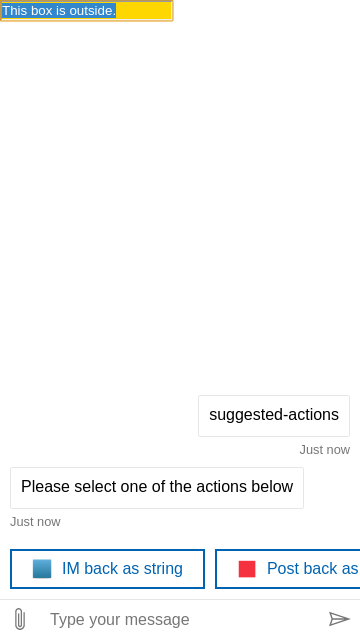 This box is outside.
suggested-actions
Just now
Please select one of the actions below
Just now
IM back as string
Post back as
Type your message